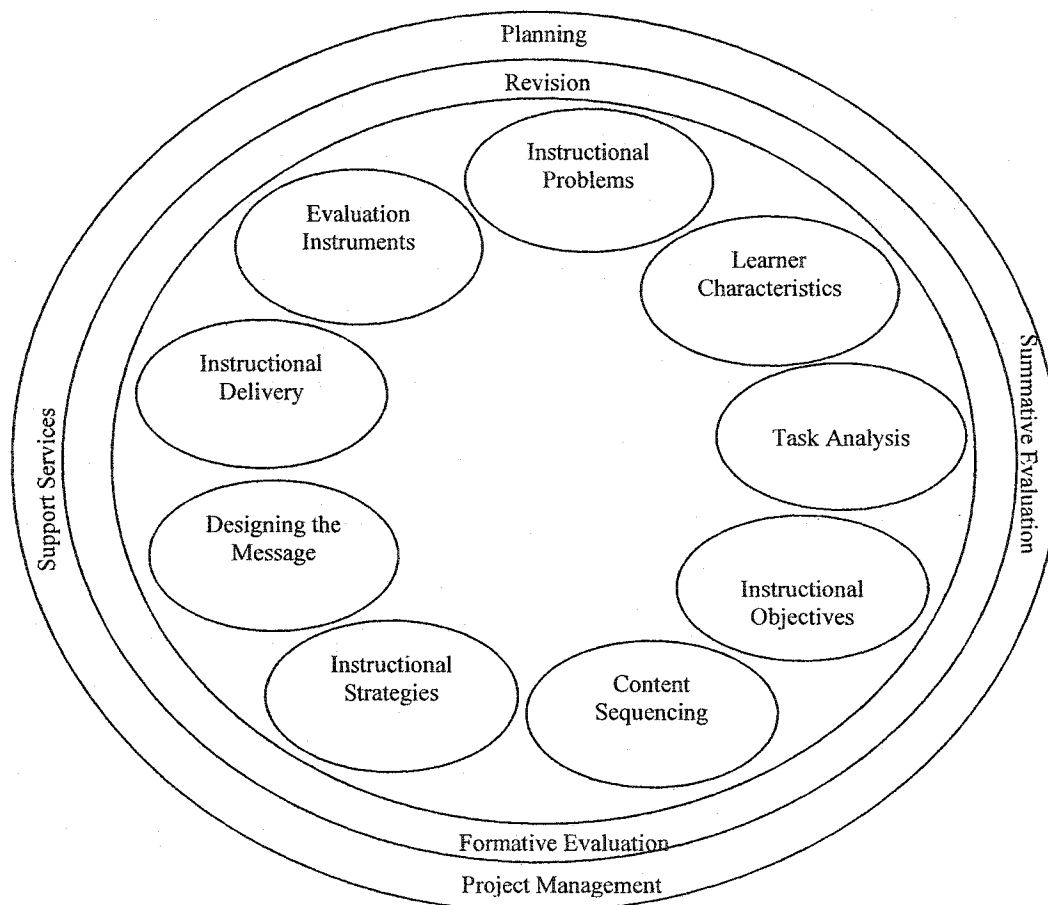 Planning
Revision
Instructional
Problems
Evaluation
Instruments
Learner
Characteristics
Instructional
Delivery
Task Analysis
Support Services
Summative Evaluation
Designing the
Message
Instructional
Objectives
Instructional
Strategies
Content
Sequencing
Formative Evaluation
Project Management